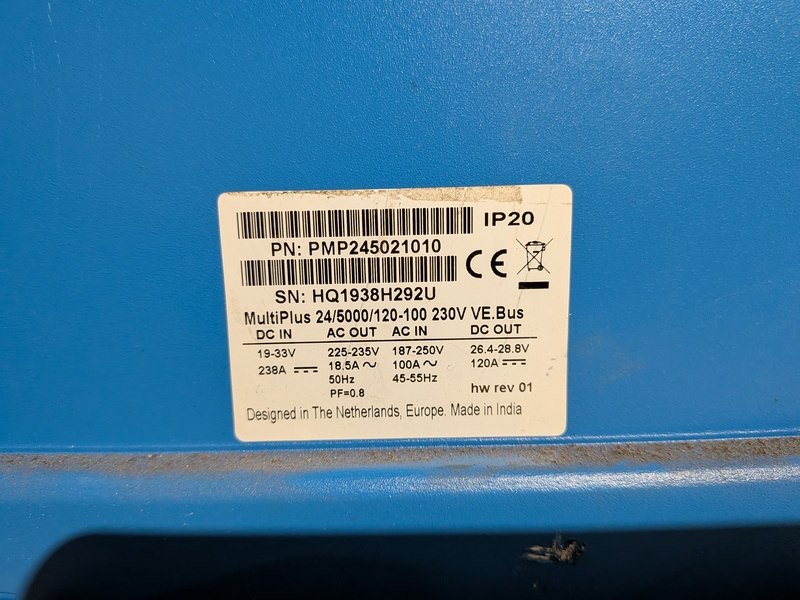 IP20
PN: PMP245021010
CE
SN: HQ1938H292U
MultiPlus 24/5000/120-100 230V VE.Bus
DC IN AC OUT AC IN DC OUT
19-33V 225-235V 187-250V 26.4-28.8V
238A ⎓ 18.5A ~ 100A ~ 120A ⎓
50Hz 45-55Hz
PF=0.8 hw rev 01
Designed in The Netherlands, Europe. Made in India